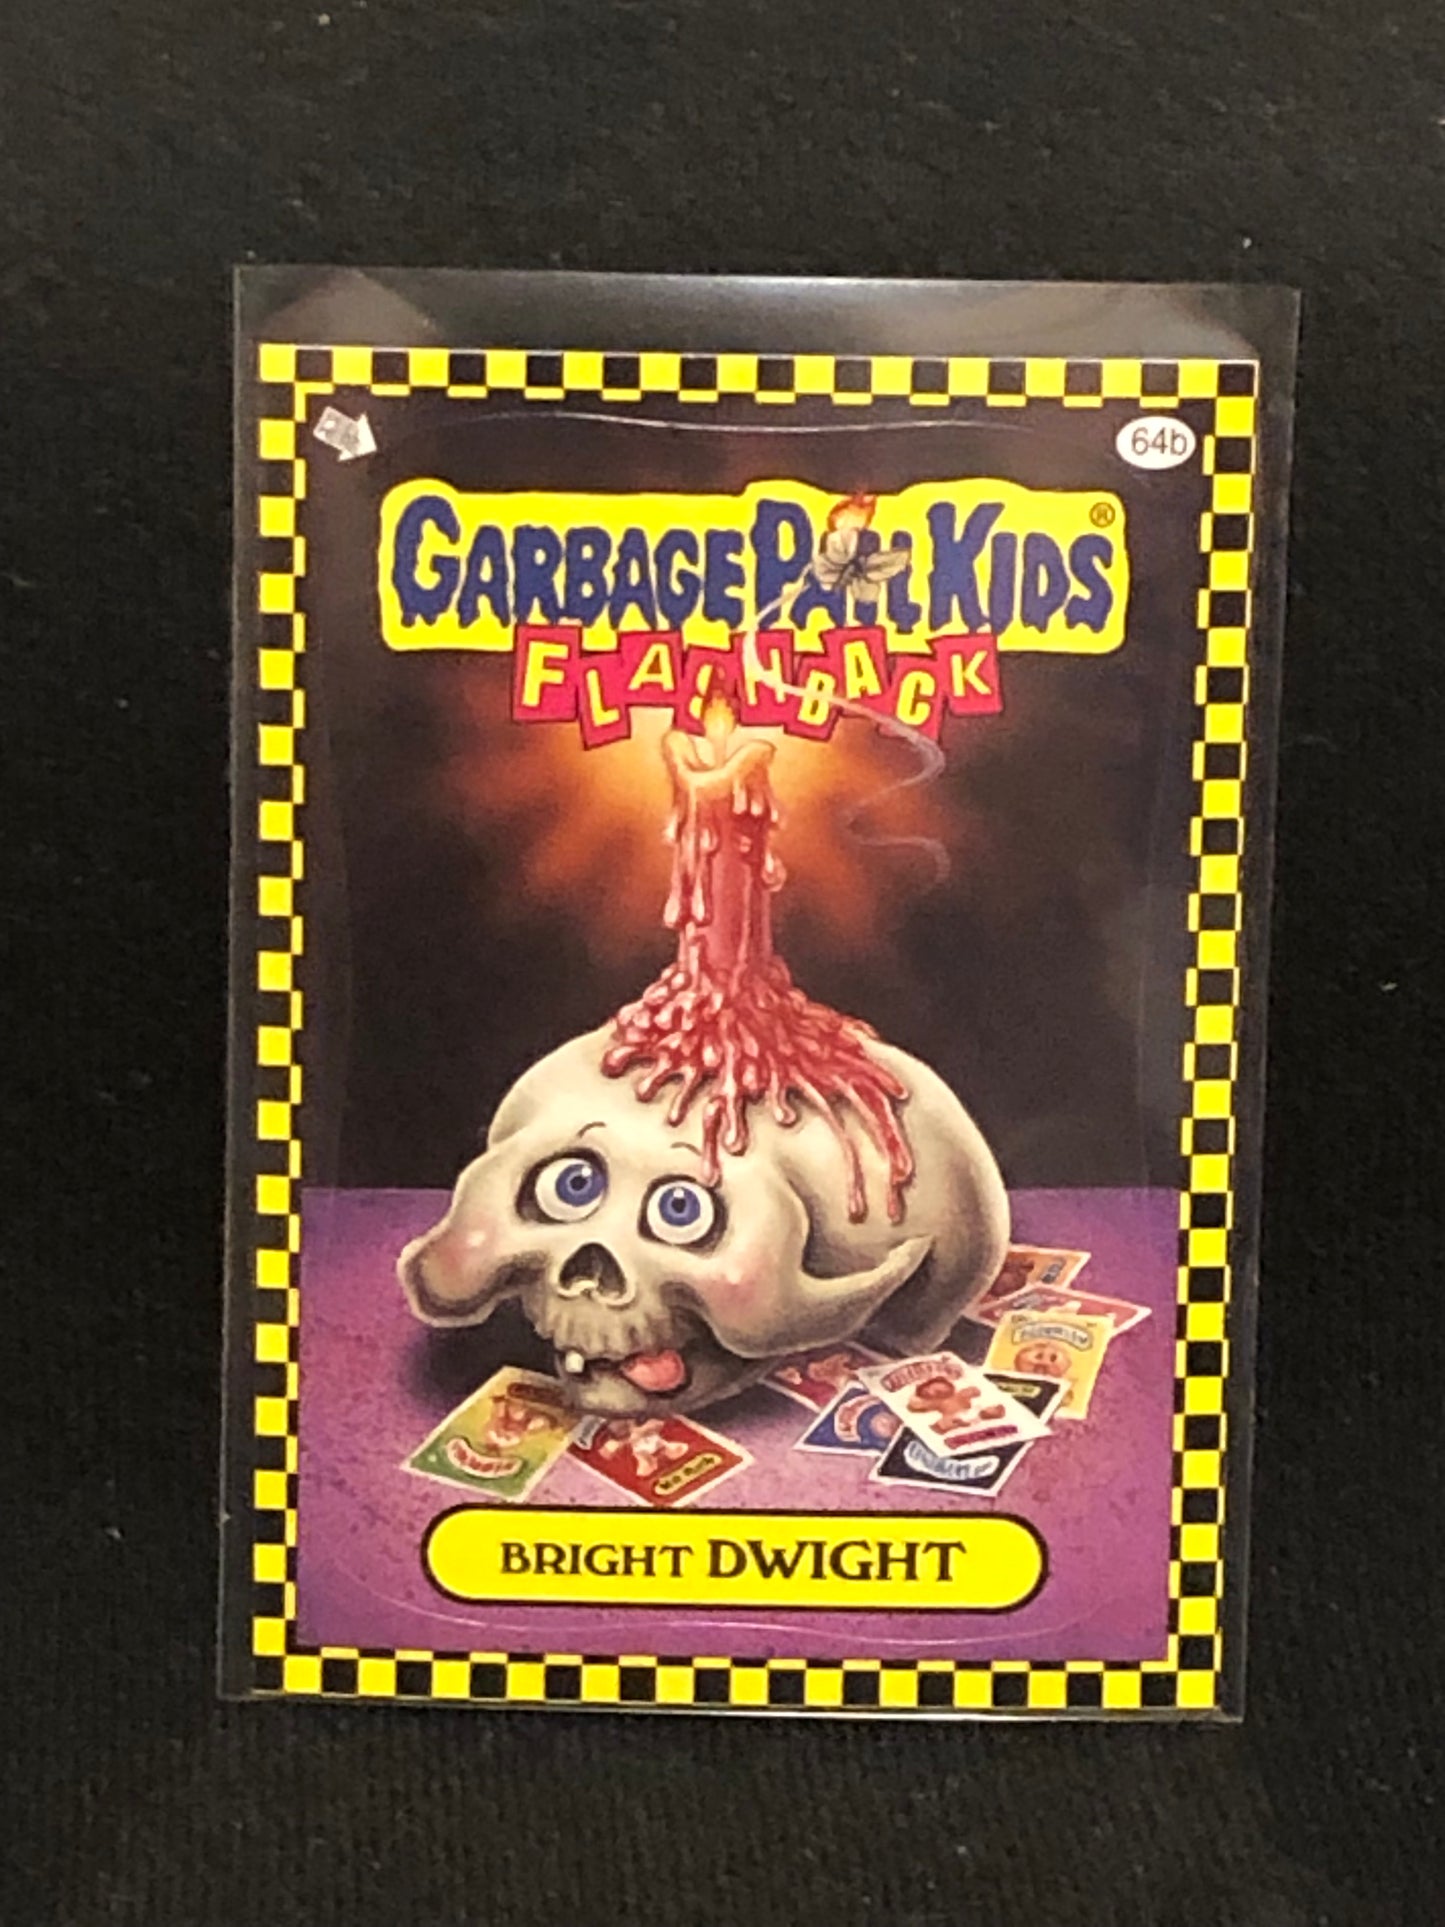 64b
GARBAGE PAIL KIDS®
FLASHBACK
BRIGHT DWIGHT